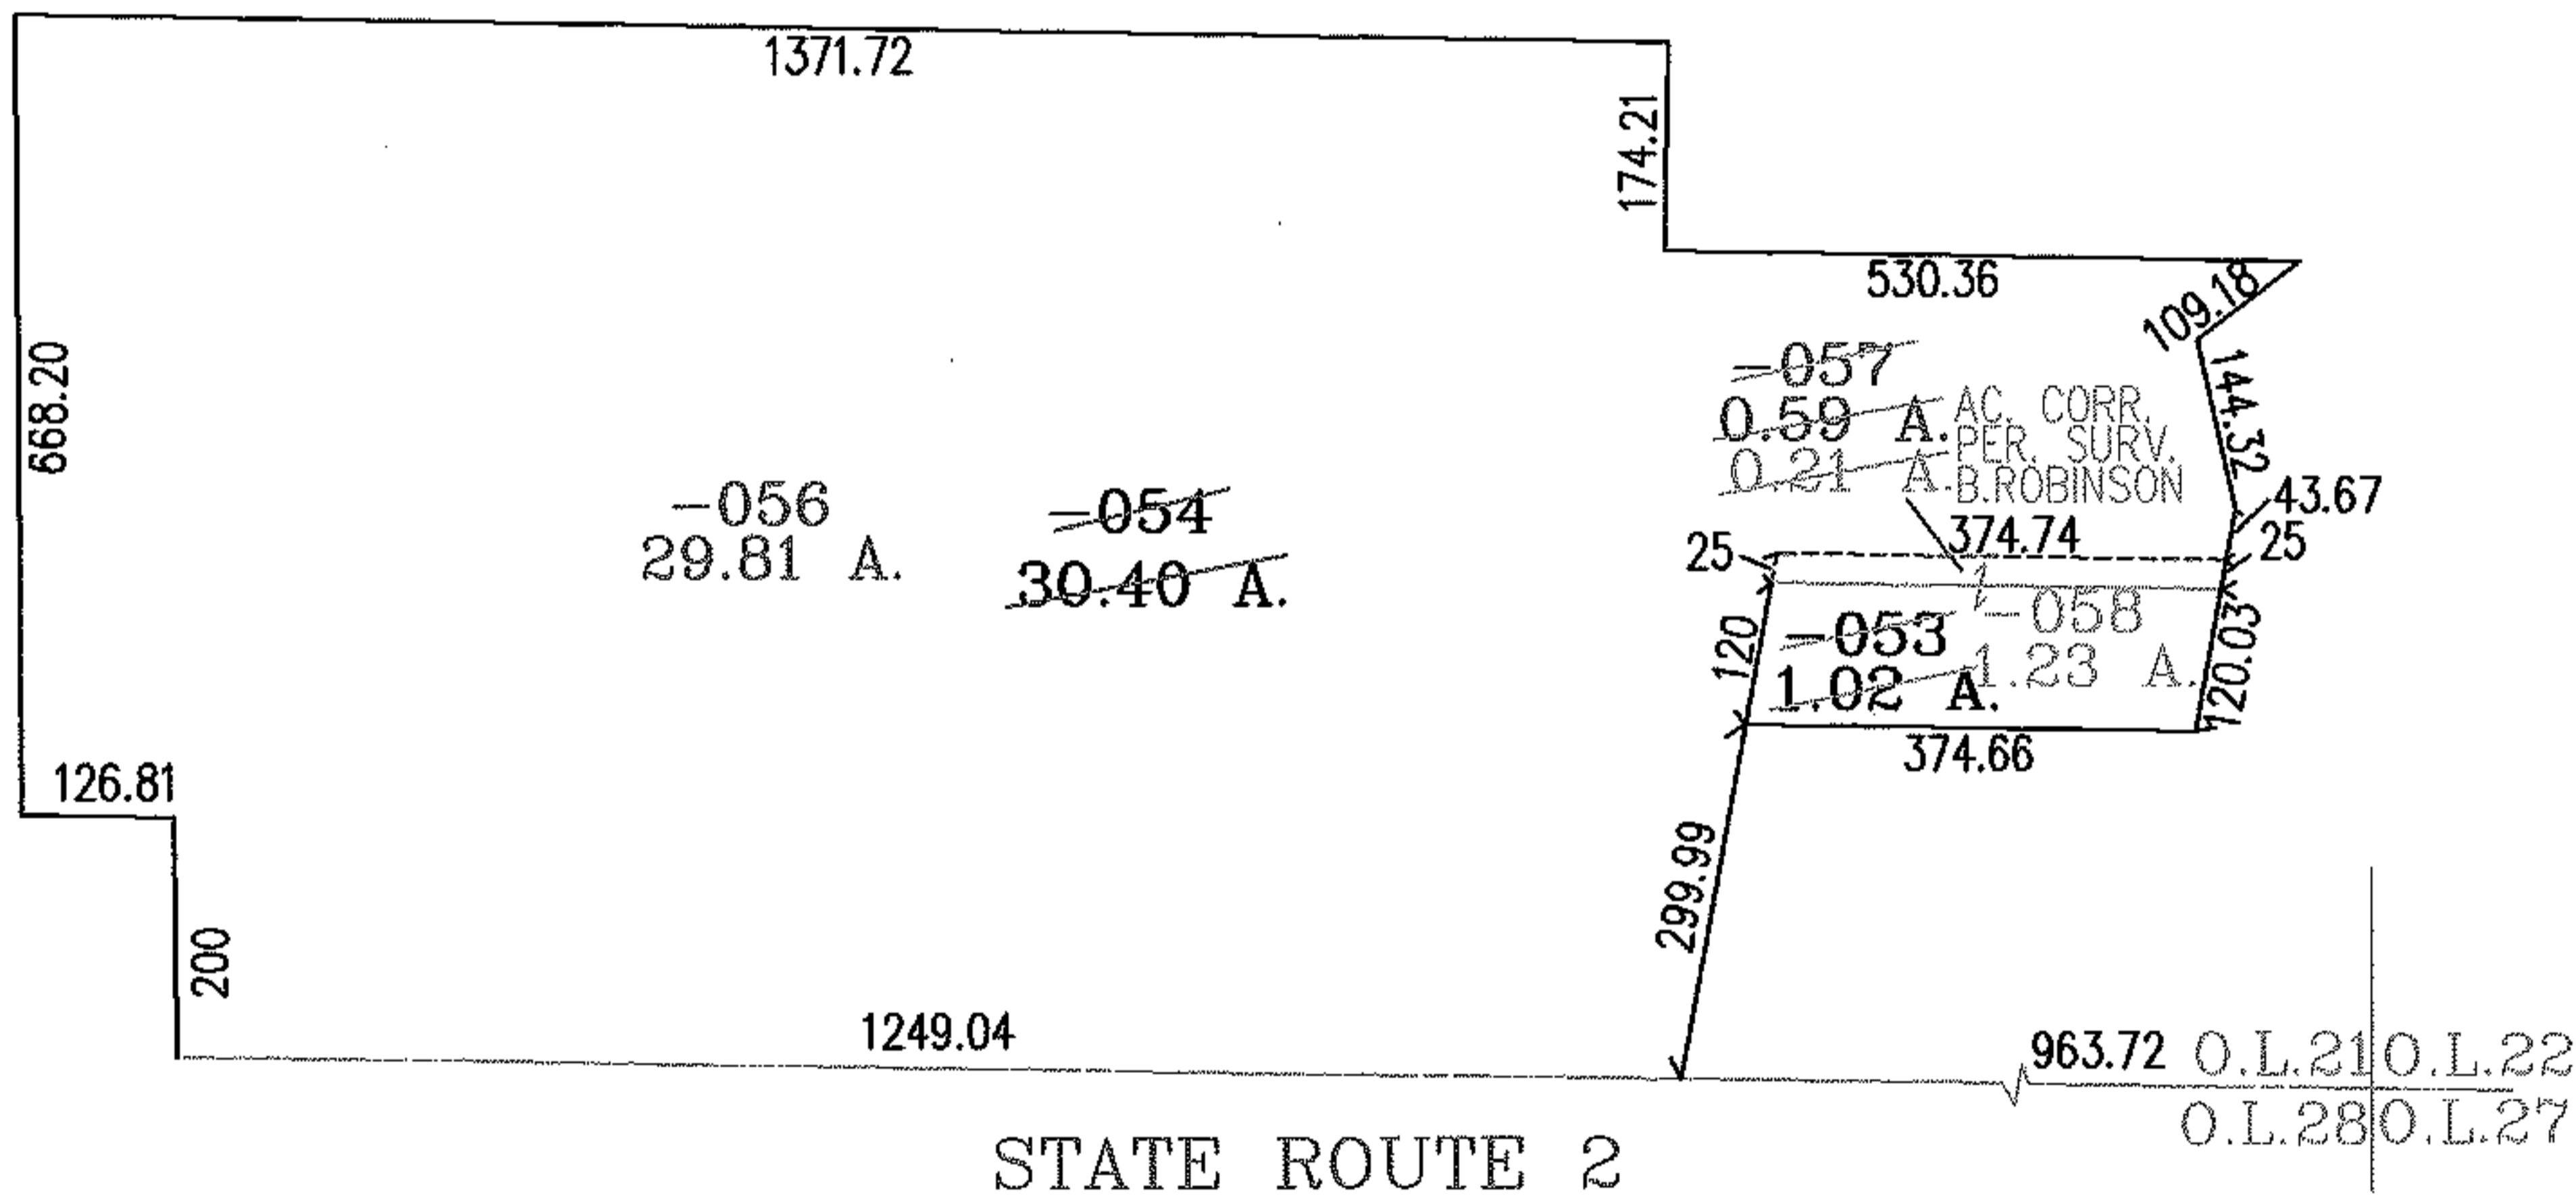 1371.72
174.21
530.36
109.18
668.20
144.32
-057
0.59 A.
0.21 A.
AC. CORR.
PER. SURV.
B.ROBINSON
-056
29.81 A.
-054
30.40 A.
43.67
374.74
25
25
-053
1.02 A.
-058
1.23 A.
120
120.03
374.66
126.81
299.99
200
1249.04
963.72
O.L.21
O.L.22
O.L.28
O.L.27
STATE ROUTE 2